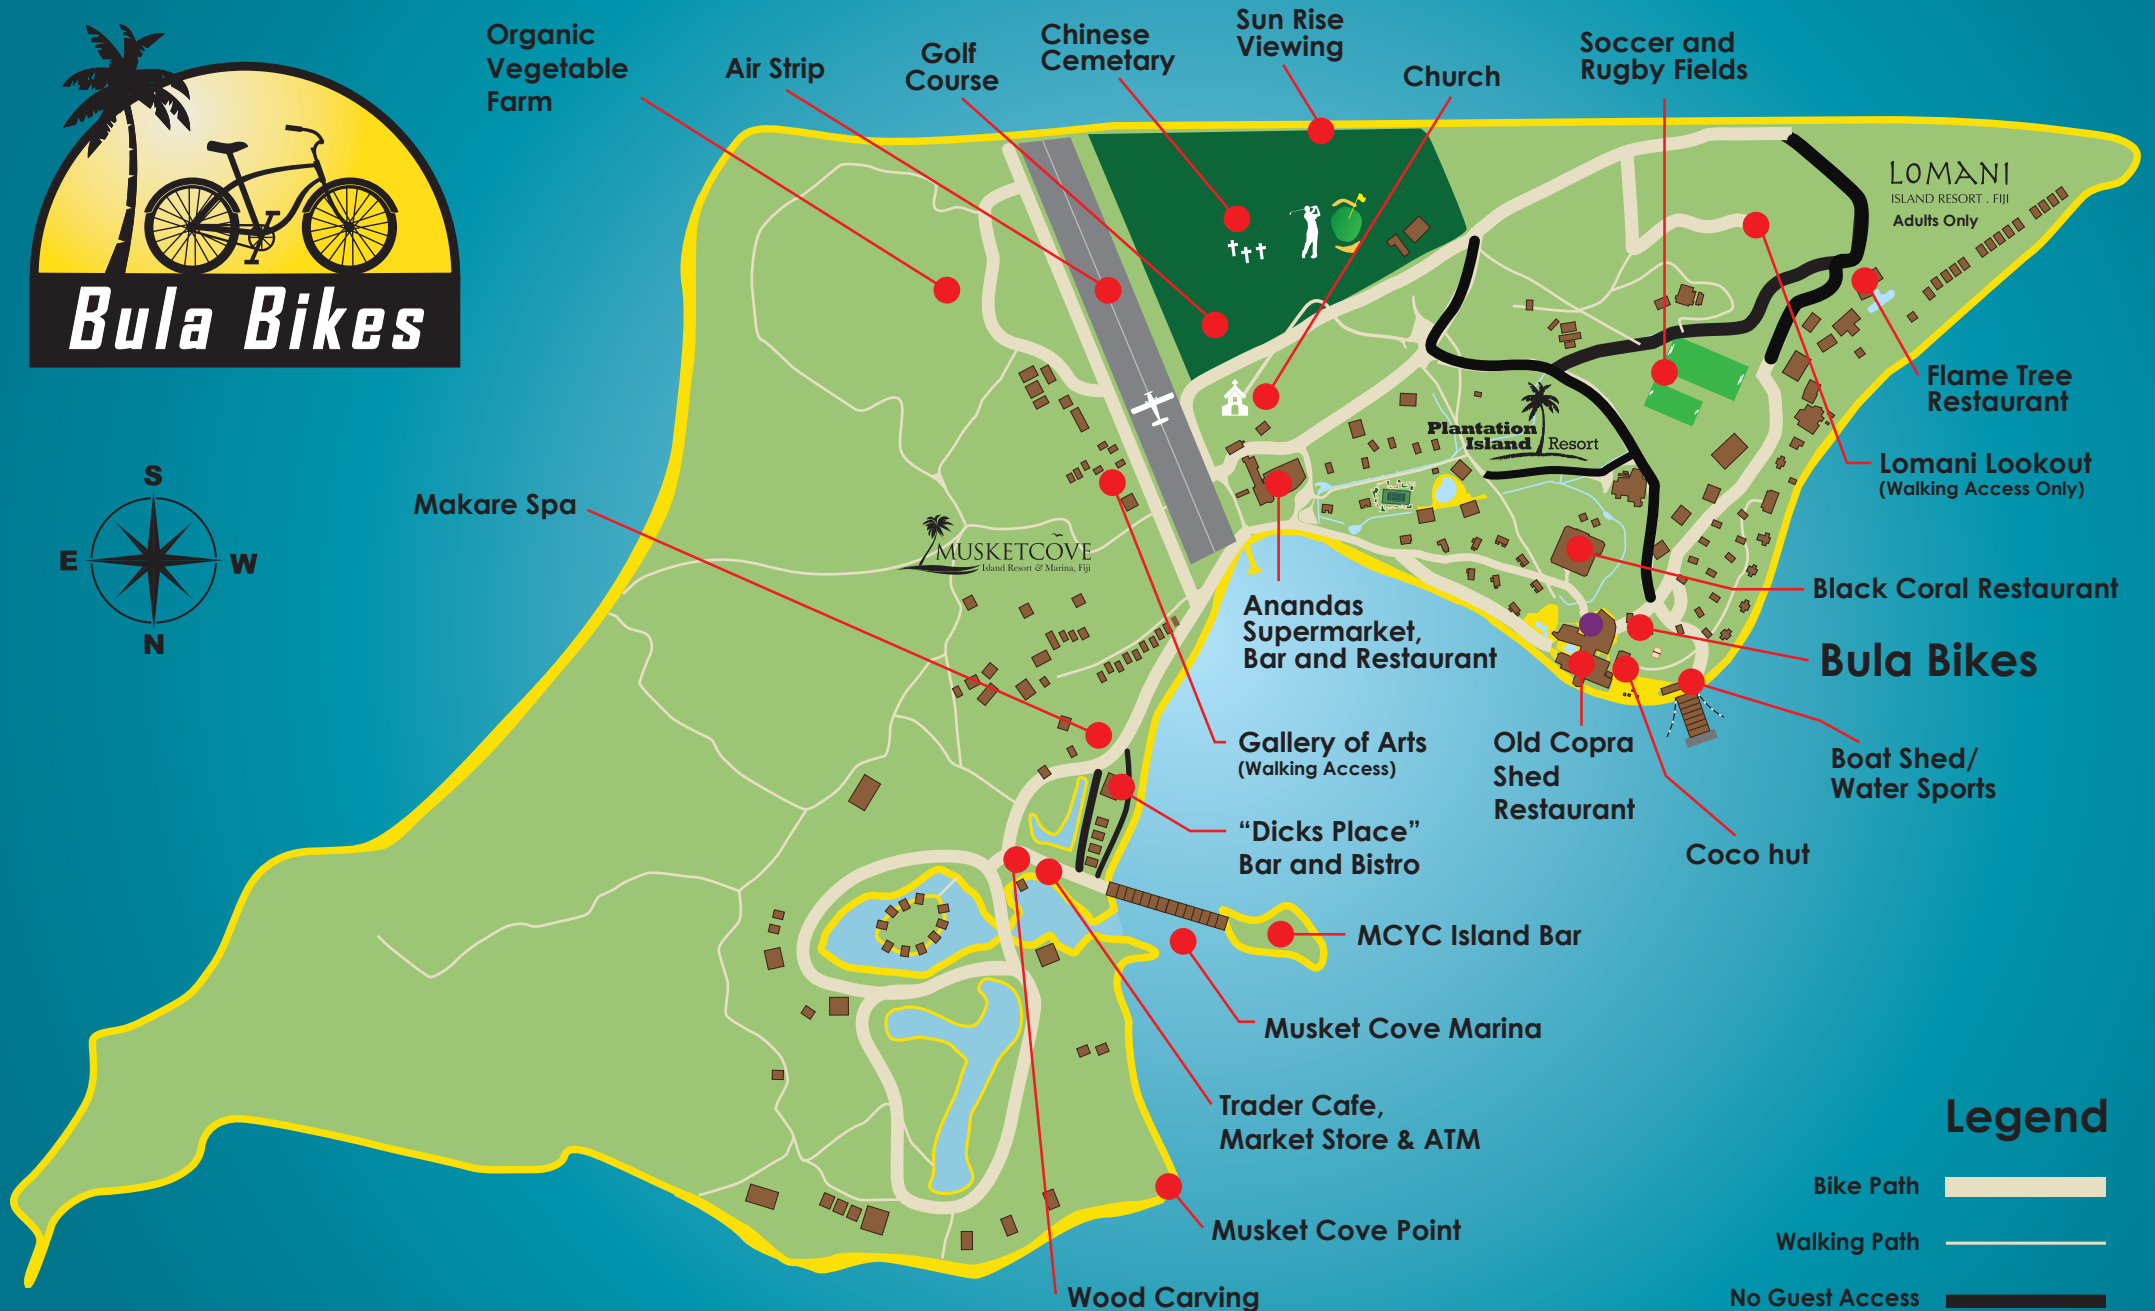 Organic
Vegetable
Farm
Air Strip
Golf
Course
Chinese
Cemetary
Sun Rise
Viewing
Church
Soccer and
Rugby Fields
Bula Bikes
LOMANI
ISLAND RESORT . FIJI
Adults Only
Flame Tree
Restaurant
Plantation
Island Resort
Lomani Lookout
(Walking Access Only)
S
E
W
N
Makare Spa
MUSKETCOVE
Island Resort & Marina, Fiji
Black Coral Restaurant
Anandas
Supermarket,
Bar and Restaurant
Bula Bikes
Gallery of Arts
(Walking Access)
Old Copra
Shed
Restaurant
Boat Shed/
Water Sports
"Dicks Place"
Bar and Bistro
Coco hut
MCYC Island Bar
Musket Cove Marina
Trader Cafe,
Market Store & ATM
Musket Cove Point
Wood Carving
Legend
Bike Path
Walking Path
No Guest Access